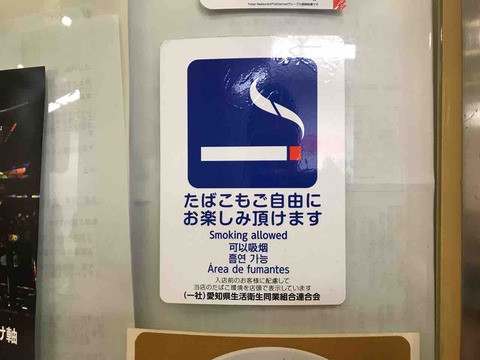 たばこもご自由に
お楽しみ頂けます
Smoking allowed
可以吸烟
흡연 가능
Área de fumantes
入店前のお客様に配慮して
当店のたばこ環境を店頭で表示しています
(一社)愛知県生活衛生同業組合連合会
け軸